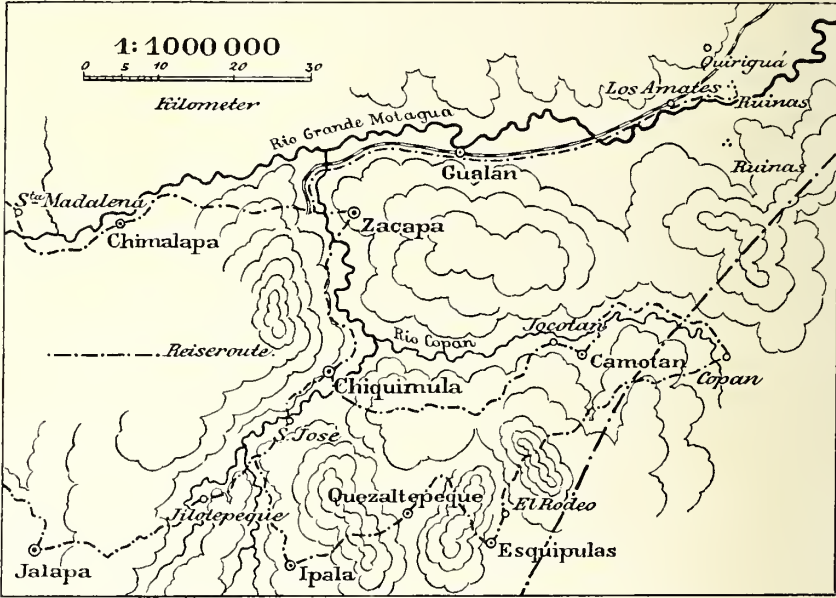 1: 1000 000
0 5 10 20 30
Kilometer
Quiriguá
Los Amates
Ruinas
Rio Grande Motagua
Ruinas
Gualan
Sta Madalena
Zacapa
Chimalapa
Rio Copan
Jocotan
Reiseroute.
Camotan
Copan
Chiquimula
S. José
Quezaltepeque
Jilotepeque
El Rodeo
Esquipulas
Jalapa
Ipala